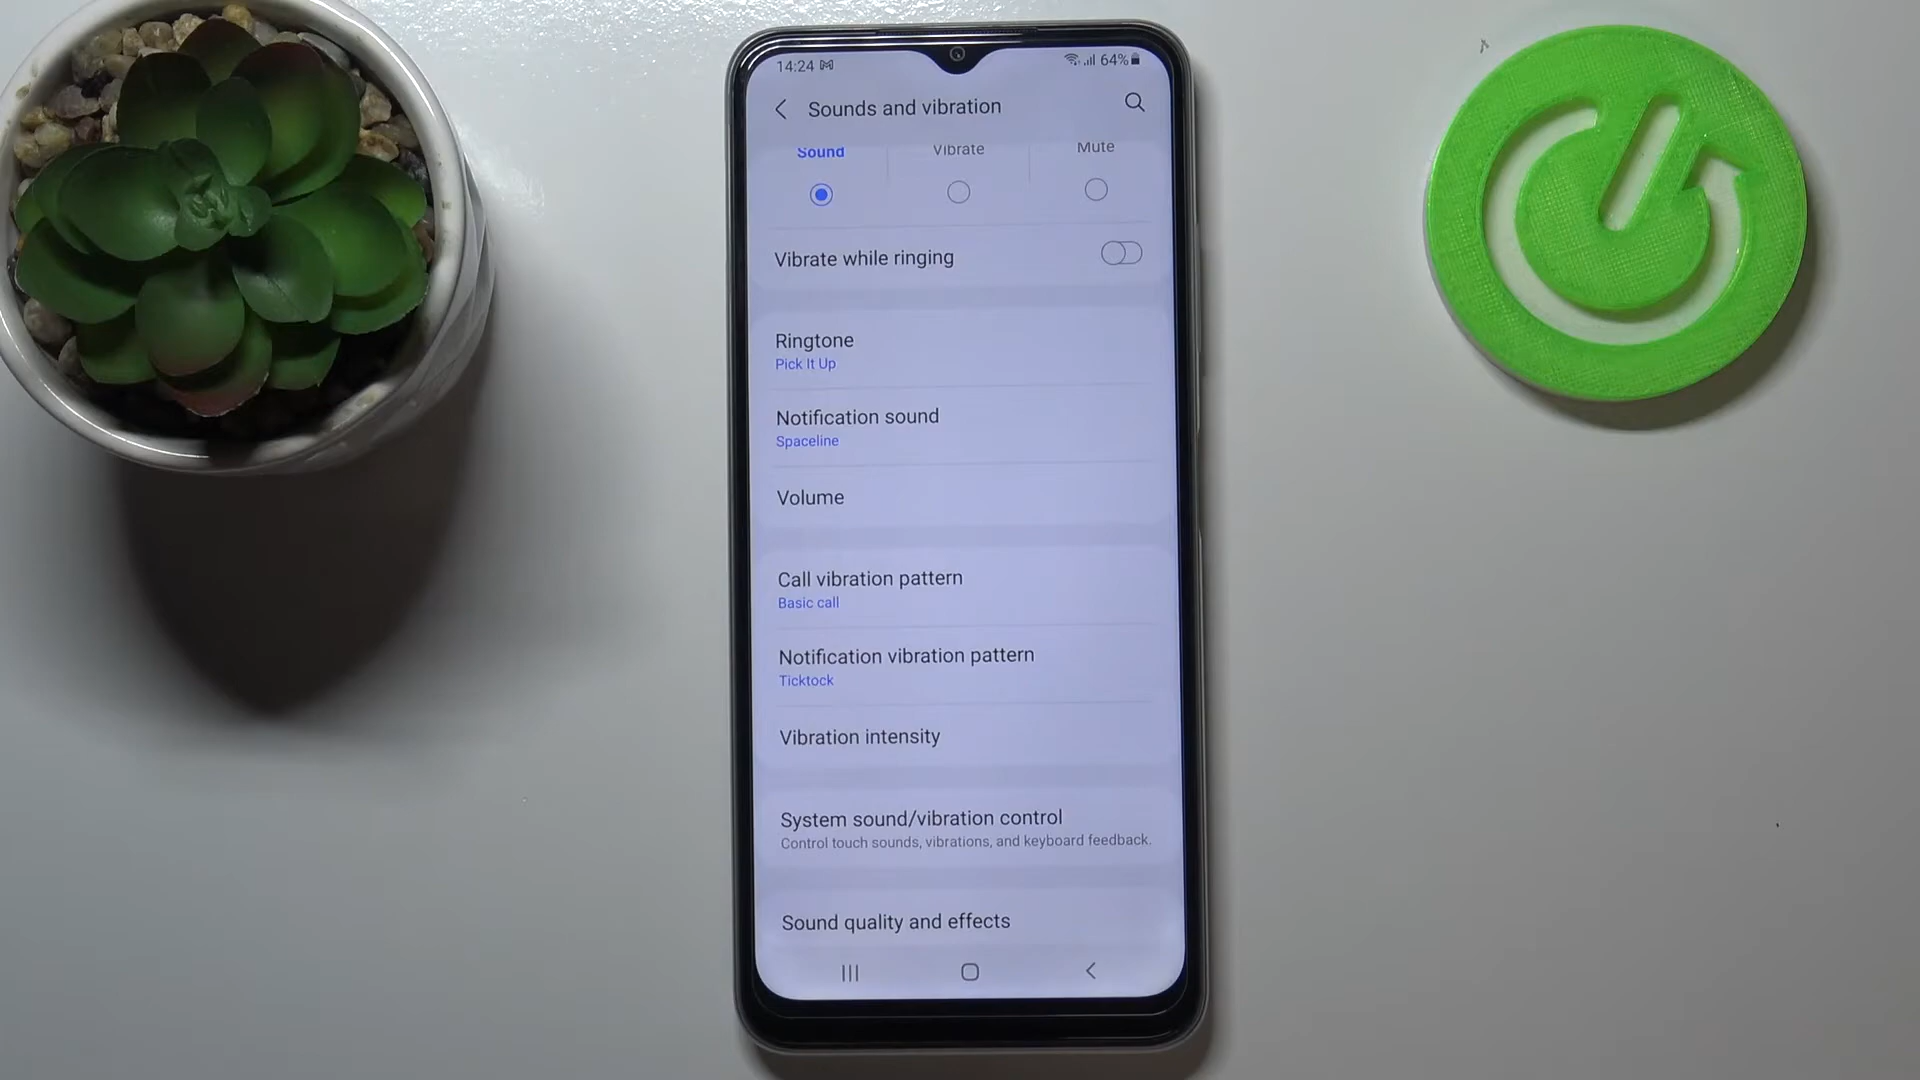 14:24
64%
Sounds and vibration
Sound
Vibrate
Mute
Vibrate while ringing
Ringtone
Pick It Up
Notification sound
Spaceline
Volume
Call vibration pattern
Basic call
Notification vibration pattern
Ticktock
Vibration intensity
System sound/vibration control
Control touch sounds, vibrations, and keyboard feedback.
Sound quality and effects